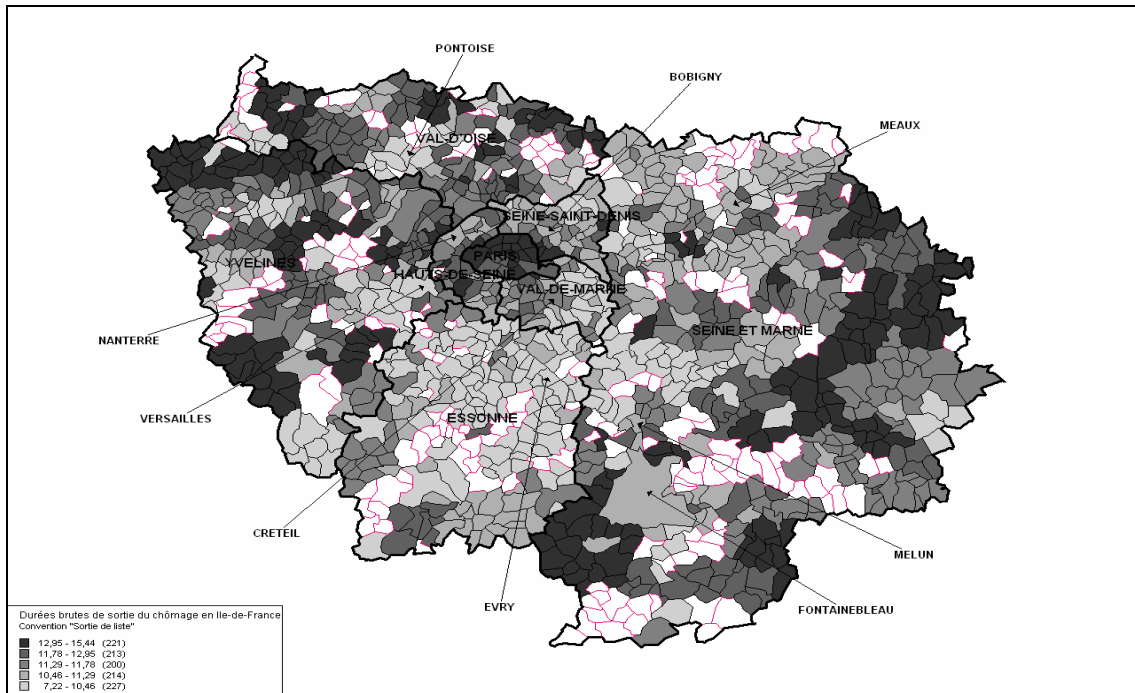 PONTOISE
BOBIGNY
MEAUX
VAL-D'OISE
SEINE-SAINT-DENIS
PARIS
YVELINES
HAUTS-DE-SEINE
VAL-DE-MARNE
SEINE ET MARNE
NANTERRE
VERSAILLES
ESSONNE
CRETEIL
MELUN
EVRY
FONTAINEBLEAU
Durées brutes de sortie du chômage en Ile-de-France
Convention "Sortie de liste"
12,95 - 15,44 (221)
11,78 - 12,95 (213)
11,29 - 11,78 (200)
10,46 - 11,29 (214)
7,22 - 10,46 (227)